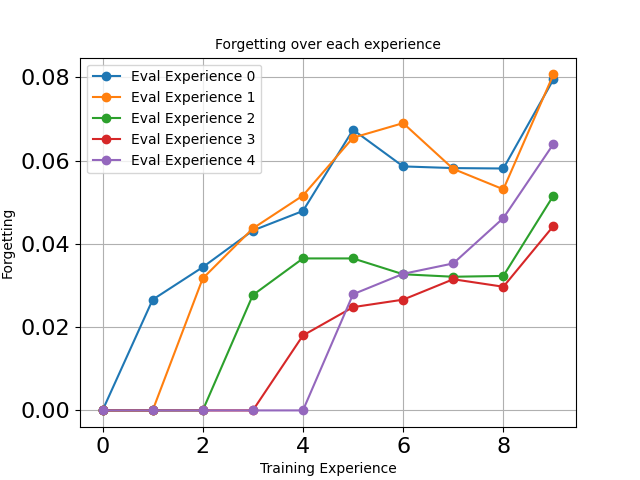 Forgetting over each experience
Eval Experience 0
Eval Experience 1
Eval Experience 2
Eval Experience 3
Eval Experience 4
0.08
0.06
0.04
0.02
0.00
Forgetting
0 2 4 6 8
Training Experience